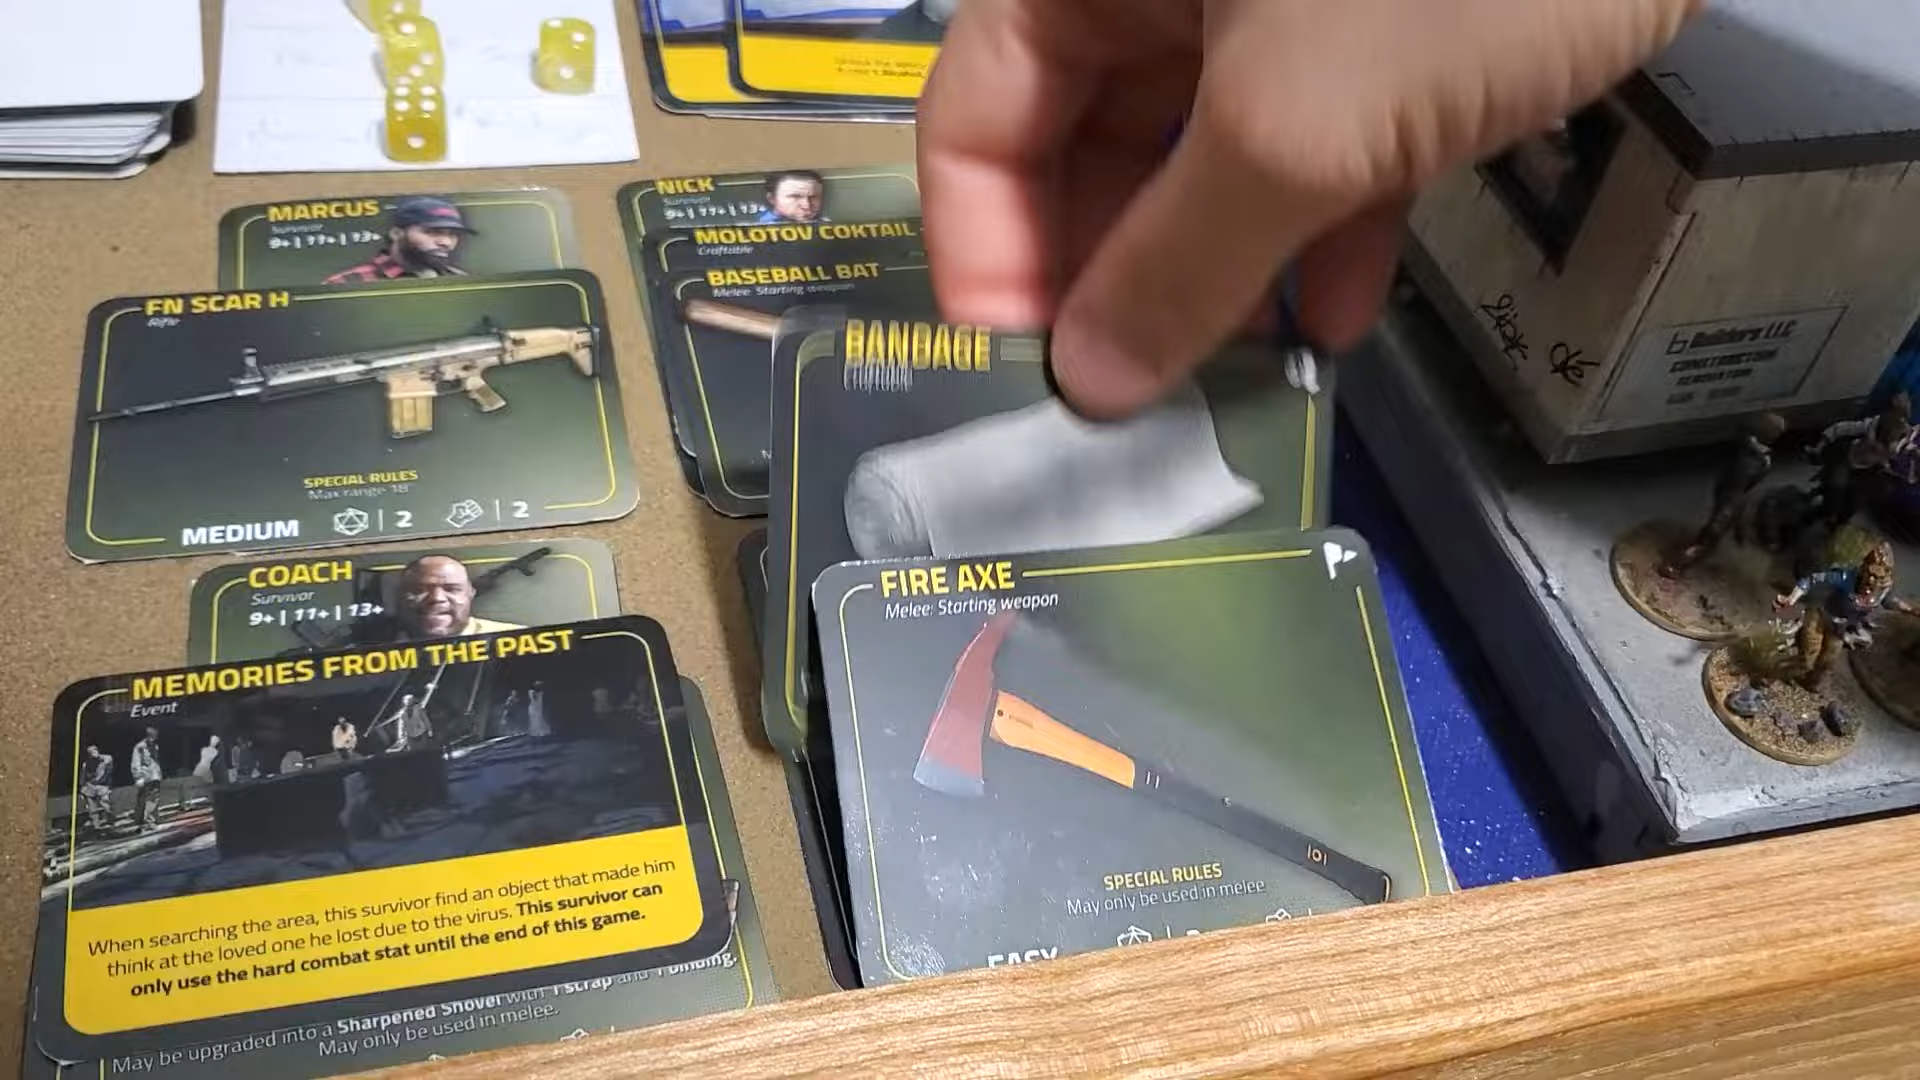 MARCUS
Survivor
9+ | 11+ | 13+
FN SCAR H
Rifle
SPECIAL RULES
Max range 18"
MEDIUM | 2 | 2
COACH
Survivor
9+ | 11+ | 13+
MEMORIES FROM THE PAST
Event
When searching the area, this survivor find an object that made him
think at the loved one he lost due to the virus. This survivor can
only use the hard combat stat until the end of this game.
May be upgraded into a Sharpened Shovel with 1 scrap and 1 binding.
May only be used in melee.
NICK
Survivor
9+ | 11+ | 13+
MOLOTOV COKTAIL
Craftable
BASEBALL BAT
Melee: Starting weapon
BANDAGE
FIRE AXE
Melee: Starting weapon
SPECIAL RULES
May only be used in melee
EASY
Builders LLC
CONSTRUCTION